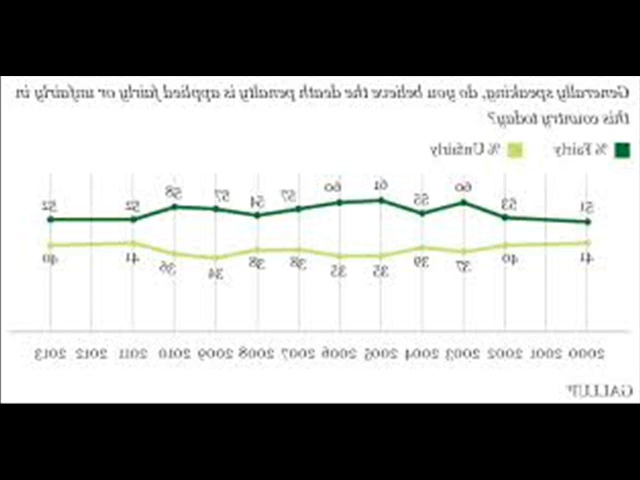 Generally speaking, do you believe the death penalty is applied fairly or unfairly in
this country today?
% Fairly % Unfairly
51 53 60 55 61 60 57 54 57 58 52 52
41 40 37 39 35 35 38 38 34 36 41 40
2000 2001 2002 2003 2004 2005 2006 2007 2008 2009 2010 2011 2012 2013
GALLUP